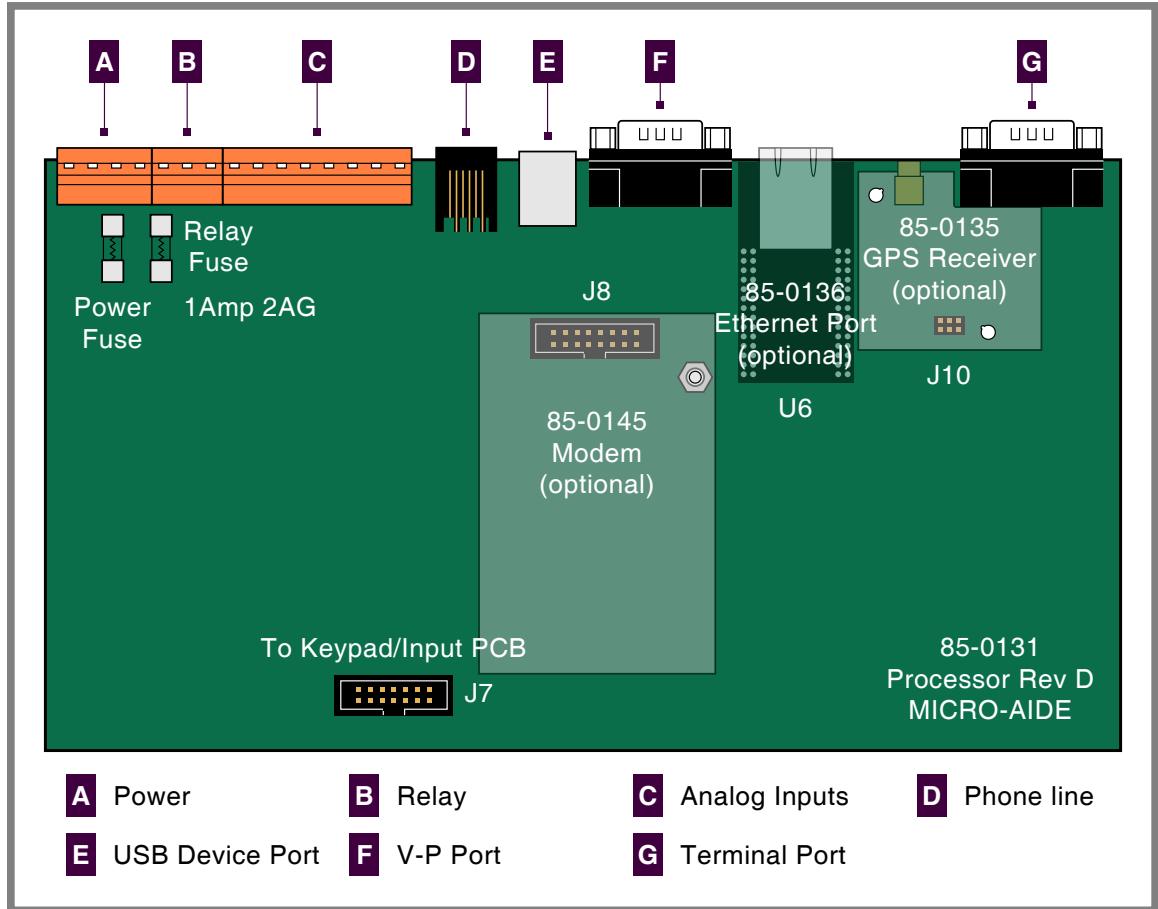 A B C D E F G
Relay
Fuse
Power
Fuse
1Amp 2AG
J8
85-0136
Ethernet Port
(optional)
U6
85-0135
GPS Receiver
(optional)
J10
85-0145
Modem
(optional)
To Keypad/Input PCB
J7
85-0131
Processor Rev D
MICRO-AIDE
A Power
B Relay
C Analog Inputs
D Phone line
E USB Device Port
F V-P Port
G Terminal Port